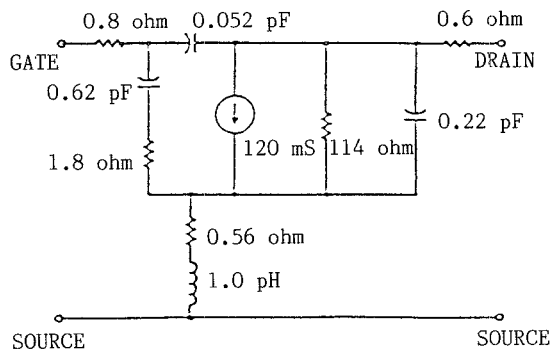 0.8 ohm
0.052 pF
0.6 ohm
GATE
DRAIN
0.62 pF
0.22 pF
120 mS
114 ohm
1.8 ohm
0.56 ohm
1.0 pH
SOURCE
SOURCE